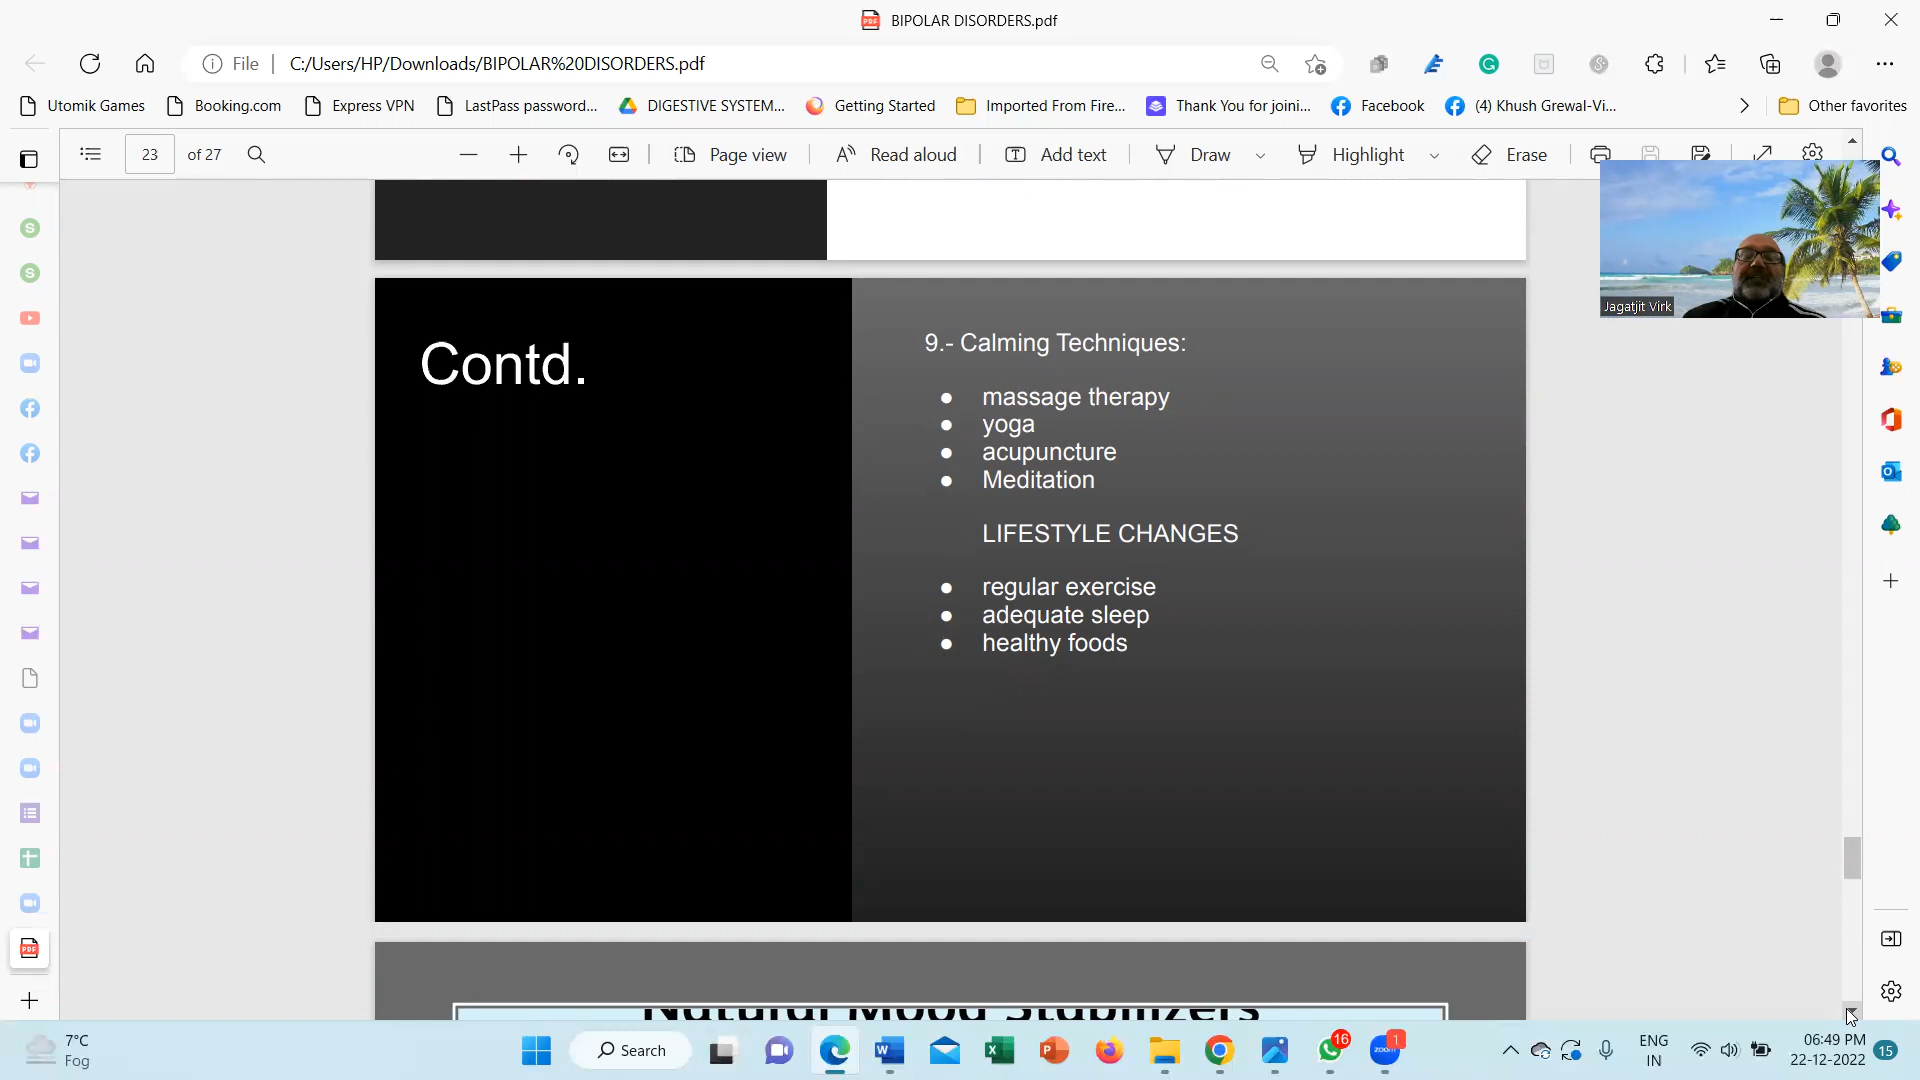 BIPOLAR DISORDERS.pdf
File | C:/Users/HP/Downloads/BIPOLAR%20DISORDERS.pdf
Utomik Games Booking.com Express VPN LastPass password... DIGESTIVE SYSTEM... Getting Started Imported From Fire... Thank You for joini... Facebook (4) Khush Grewal-Vi... Other favorites
23 of 27 Page view Read aloud Add text Draw Highlight Erase
Jagatjit Virk
Contd.
9.- Calming Techniques:
● massage therapy
● yoga
● acupuncture
● Meditation
LIFESTYLE CHANGES
● regular exercise
● adequate sleep
● healthy foods
Natural Mood Stabilizers
7°C
Fog
Search
16
zoom
1
ENG
IN
06:49 PM
22-12-2022
15